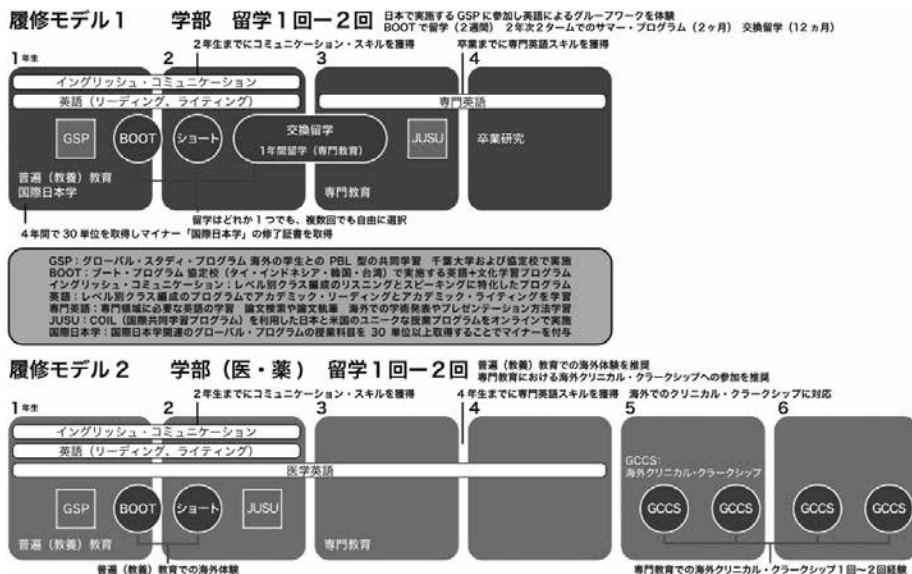 履修モデル1 学部 留学1回ー2回
日本で実施するGSPに参加し英語によるグループワークを体験
BOOTで留学（2週間） 2年次2タームでのサマー・プログラム（2ヶ月） 交換留学（12ヵ月）
2年生までにコミュニケーション・スキルを獲得
卒業までに専門英語スキルを獲得
1年生 2 3 4
イングリッシュ・コミュニケーション
英語（リーディング、ライティング）
専門英語
GSP BOOT ショート
交換留学
1年間留学（専門教育）
JUSU
卒業研究
普遍（教養）教育
国際日本学
専門教育
留学はどれか1つでも、複数回でも自由に選択
4年間で30単位を取得しマイナー「国際日本学」の修了証書を取得
GSP：グローバル・スタディ・プログラム 海外の学生との PBL 型の共同学習 千葉大学および協定校で実施
BOOT：ブート・プログラム 協定校（タイ・インドネシア・韓国・台湾）で実施する英語+文化学習プログラム
イングリッシュ・コミュニケーション：レベル別クラス編成のリスニングとスピーキングに特化したプログラム
英語：レベル別クラス編成のプログラムでアカデミック・リーディングとアカデミック・ライティングを学習
専門英語：専門領域に必要な英語の学習 論文検索や論文執筆 海外での学術発表やプレゼンテーション方法学習
JUSU：COIL（国際共同学習プログラム）を利用した日本と米国のユニークな授業プログラムをオンラインで実施
国際日本学：国際日本学関連のグローバル・プログラムの授業科目を 30 単位以上取得することでマイナーを付与
履修モデル2 学部（医・薬） 留学1回ー2回
普遍（教養）教育での海外体験を推奨
専門教育における海外クリニカル・クラークシップへの参加を推奨
2年生までにコミュニケーション・スキルを獲得
4年生までに専門英語スキルを獲得 海外でのクリニカル・クラークシップに対応
1年生 2 3 4 5 6
イングリッシュ・コミュニケーション
英語（リーディング、ライティング）
医学英語
GCCS：
海外クリニカル・クラークシップ
GSP BOOT ショート JUSU GCCS GCCS GCCS GCCS
普遍（教養）教育
専門教育
普遍（教養）教育での海外体験
専門教育での海外クリニカル・クラークシップ1回～2回経験